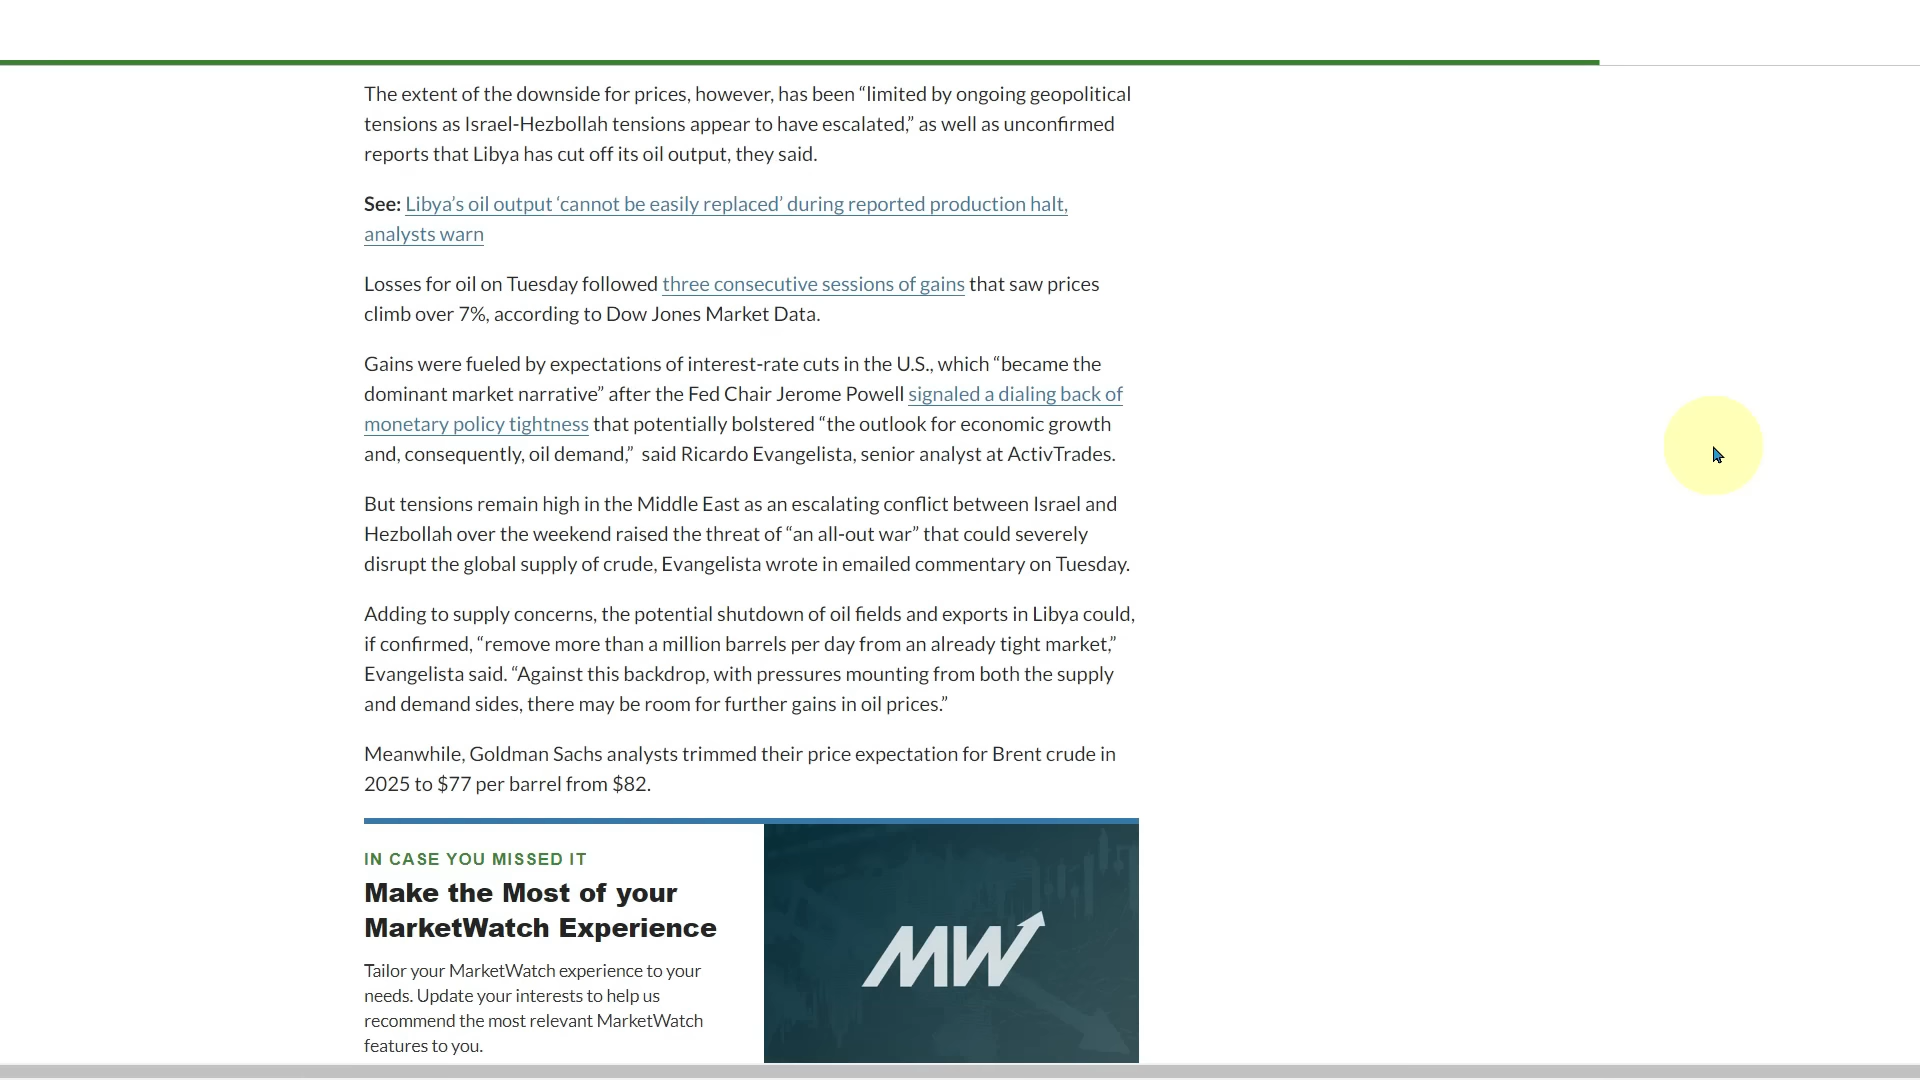 The extent of the downside for prices, however, has been “limited by ongoing geopolitical
tensions as Israel-Hezbollah tensions appear to have escalated,” as well as unconfirmed
reports that Libya has cut off its oil output, they said.
See: Libya’s oil output ‘cannot be easily replaced’ during reported production halt,
analysts warn
Losses for oil on Tuesday followed three consecutive sessions of gains that saw prices
climb over 7%, according to Dow Jones Market Data.
Gains were fueled by expectations of interest-rate cuts in the U.S., which “became the
dominant market narrative” after the Fed Chair Jerome Powell signaled a dialing back of
monetary policy tightness that potentially bolstered “the outlook for economic growth
and, consequently, oil demand,” said Ricardo Evangelista, senior analyst at ActivTrades.
But tensions remain high in the Middle East as an escalating conflict between Israel and
Hezbollah over the weekend raised the threat of “an all-out war” that could severely
disrupt the global supply of crude, Evangelista wrote in emailed commentary on Tuesday.
Adding to supply concerns, the potential shutdown of oil fields and exports in Libya could,
if confirmed, “remove more than a million barrels per day from an already tight market,”
Evangelista said. “Against this backdrop, with pressures mounting from both the supply
and demand sides, there may be room for further gains in oil prices.”
Meanwhile, Goldman Sachs analysts trimmed their price expectation for Brent crude in
2025 to $77 per barrel from $82.
IN CASE YOU MISSED IT
Make the Most of your
MarketWatch Experience
Tailor your MarketWatch experience to your
needs. Update your interests to help us
recommend the most relevant MarketWatch
features to you.
MW